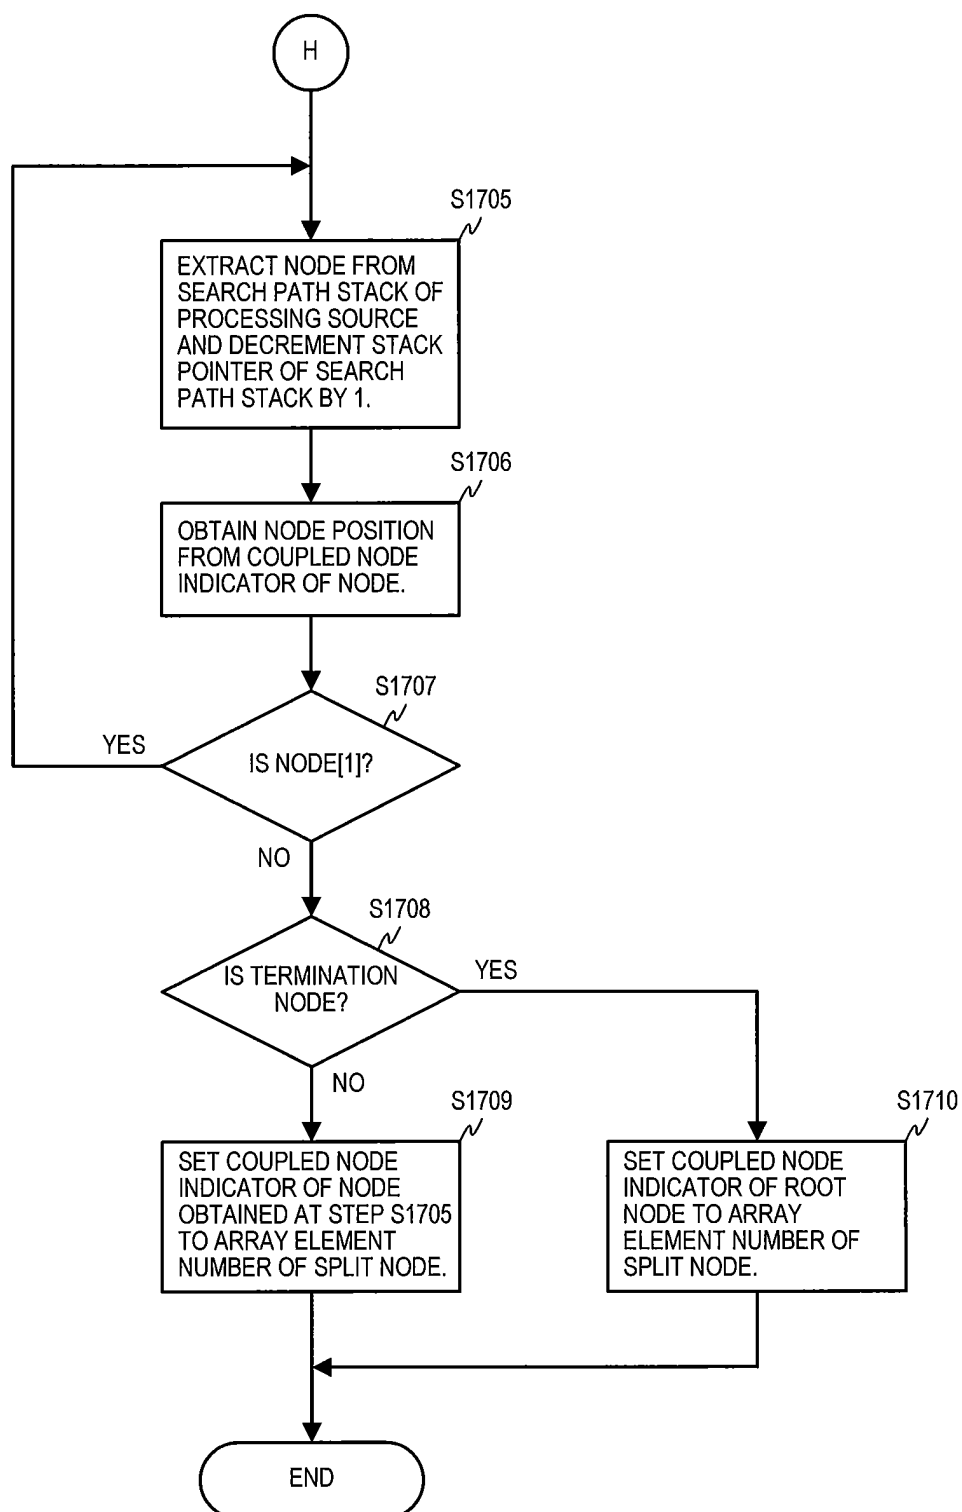 H
S1705
EXTRACT NODE FROM
SEARCH PATH STACK OF
PROCESSING SOURCE
AND DECREMENT STACK
POINTER OF SEARCH
PATH STACK BY 1.
S1706
OBTAIN NODE POSITION
FROM COUPLED NODE
INDICATOR OF NODE.
S1707
YES
IS NODE[1]?
NO
S1708
IS TERMINATION
NODE?
YES
NO
S1709
SET COUPLED NODE
INDICATOR OF NODE
OBTAINED AT STEP S1705
TO ARRAY ELEMENT
NUMBER OF SPLIT NODE.
S1710
SET COUPLED NODE
INDICATOR OF ROOT
NODE TO ARRAY
ELEMENT NUMBER OF
SPLIT NODE.
END